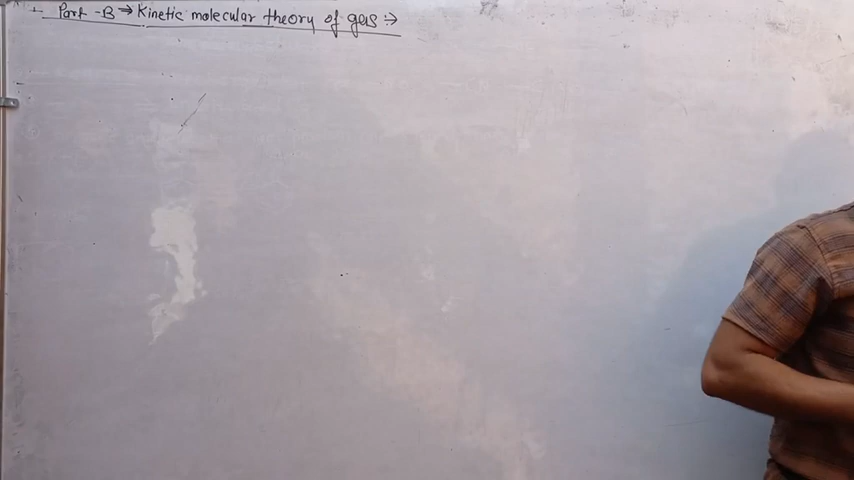 Part-B → Kinetic molecular theory of gas :→